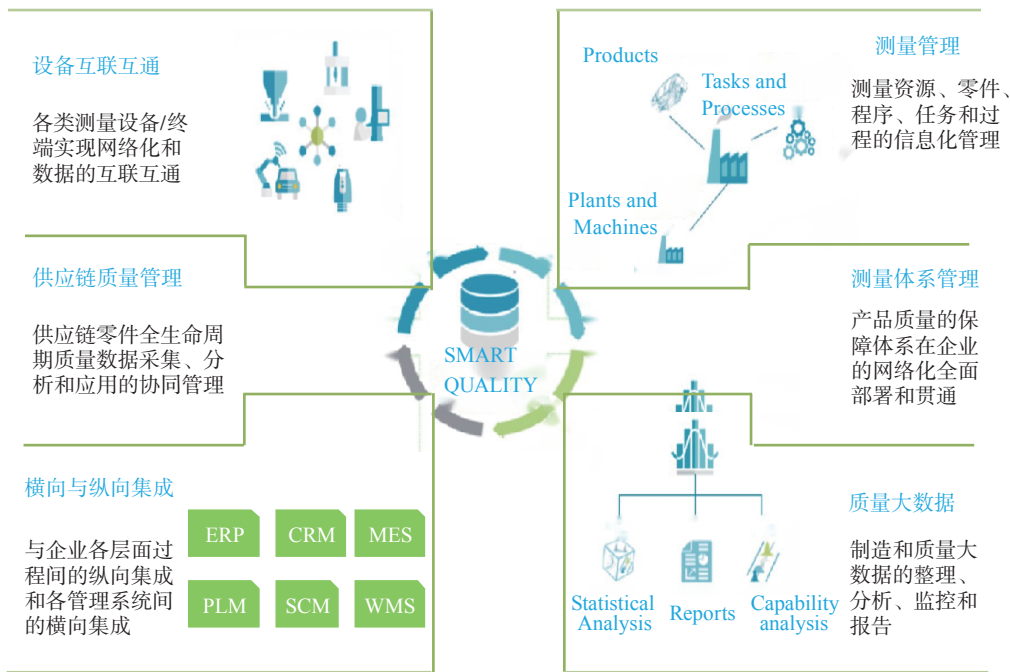 设备互联互通
各类测量设备/终
端实现网络化和
数据的互联互通
Products
Tasks and
Processes
Plants and
Machines
测量管理
测量资源、零件、
程序、任务和过
程的信息化管理
供应链质量管理
供应链零件全生命周
期质量数据采集、分
析和应用的协同管理
SMART
QUALITY
测量体系管理
产品质量的保
障体系在企业
的网络化全面
部署和贯通
横向与纵向集成
与企业各层面过
程间的纵向集成
和各管理系统间
的横向集成
ERP
CRM
MES
PLM
SCM
WMS
Statistical
Analysis
Reports
Capability
analysis
质量大数据
制造和质量大
数据的整理、
分析、监控和
报告